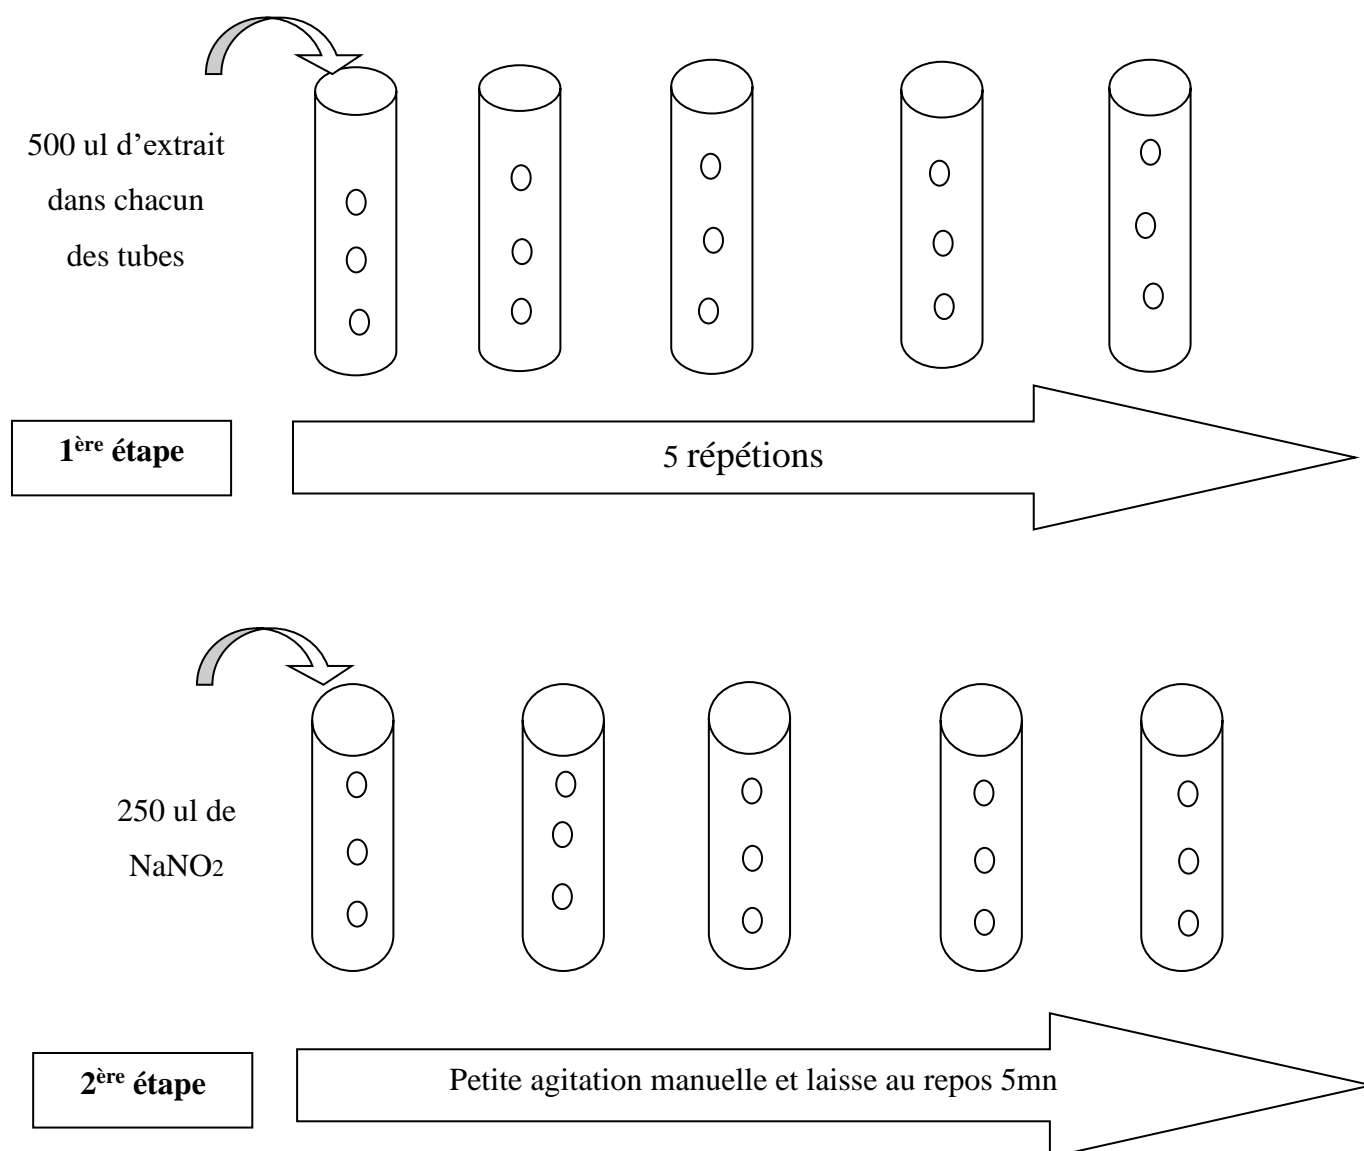 500 ul d’extrait
dans chacun
des tubes
1ère étape
5 répétions
250 ul de
NaNO2
2ère étape
Petite agitation manuelle et laisse au repos 5mn